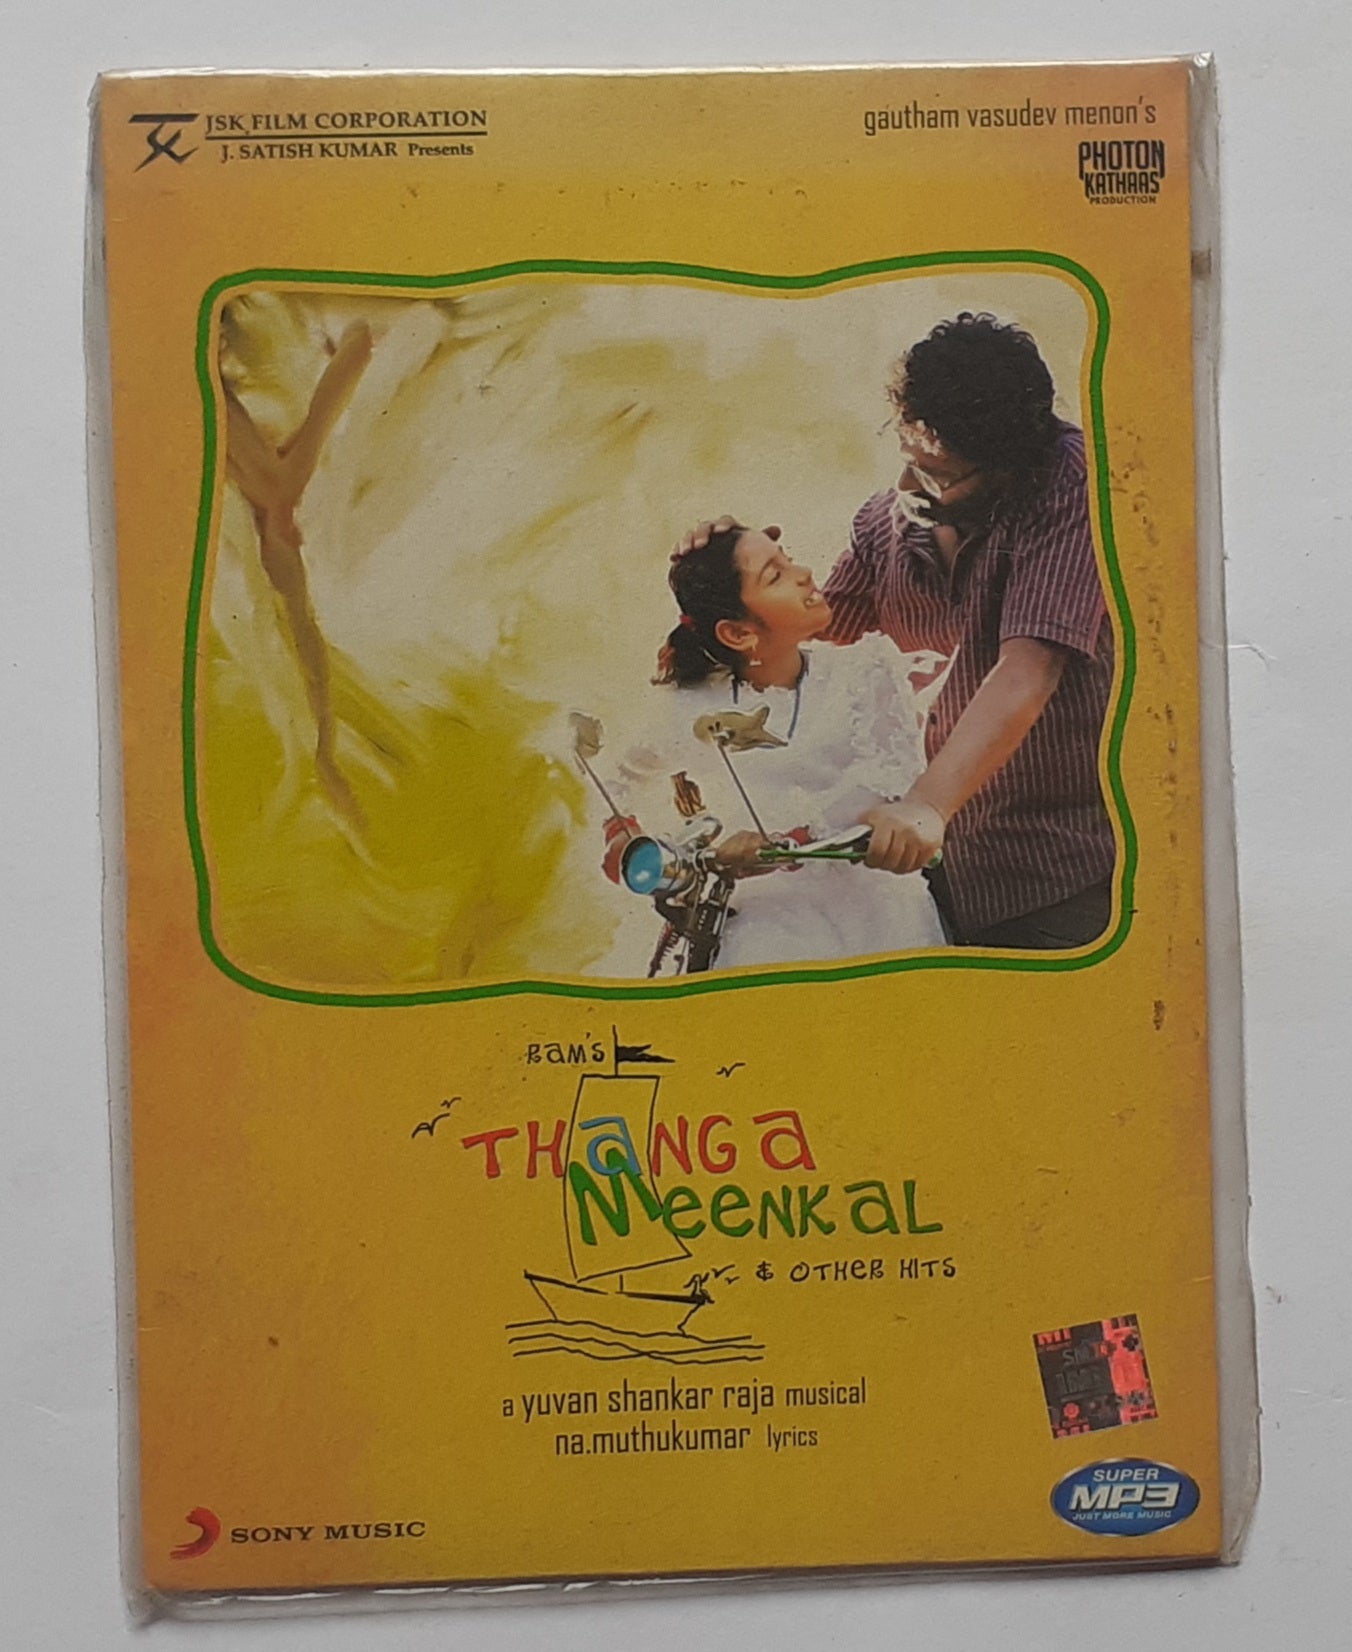 JSK FILM CORPORATION
J. SATISH KUMAR Presents
gautham vasudev menon's
PHOTON
KATHAAS
PRODUCTION
RAM'S
THANGA
MEENKAL
& OTHER HITS
a yuvan shankar raja musical
na.muthukumar lyrics
SONY MUSIC
SUPER
MP3
JUST MORE MUSIC